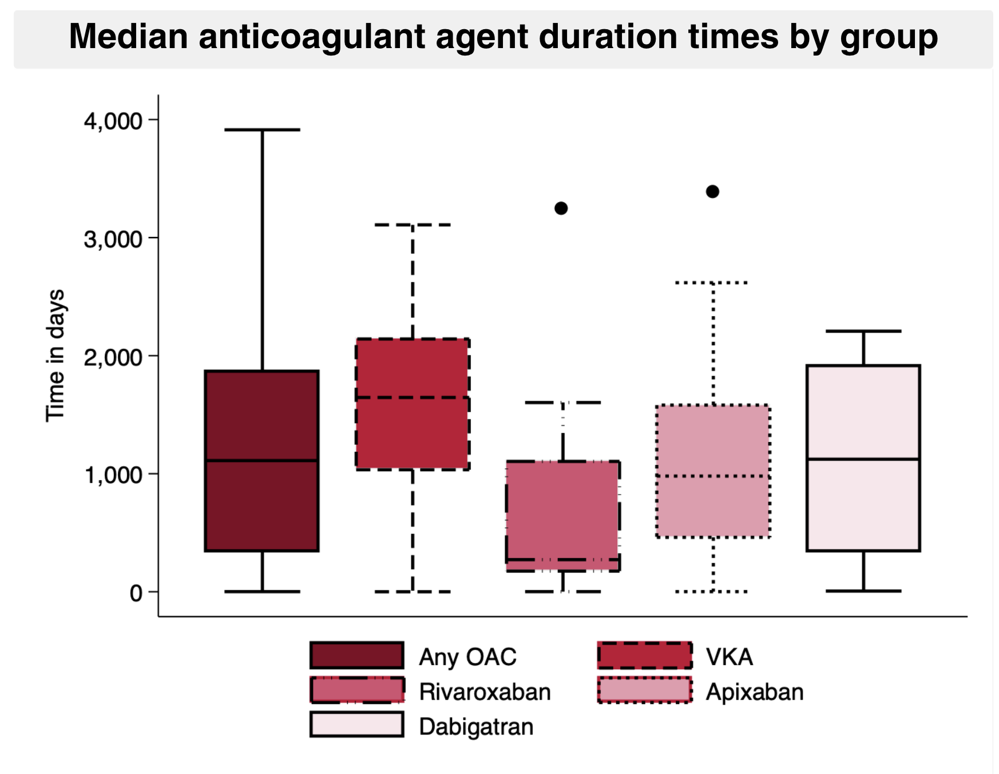 Median anticoagulant agent duration times by group
4,000
3,000
2,000
1,000
0
Time in days
Any OAC
VKA
Rivaroxaban
Apixaban
Dabigatran